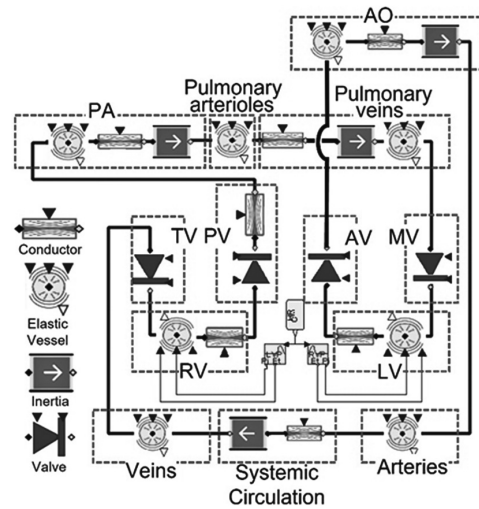 AO
PA
Pulmonary
arterioles
Pulmonary
veins
TV PV
AV
MV
Conductor
Elastic
Vessel
RV
LV
Inertia
Valve
Veins
Systemic
Circulation
Arteries